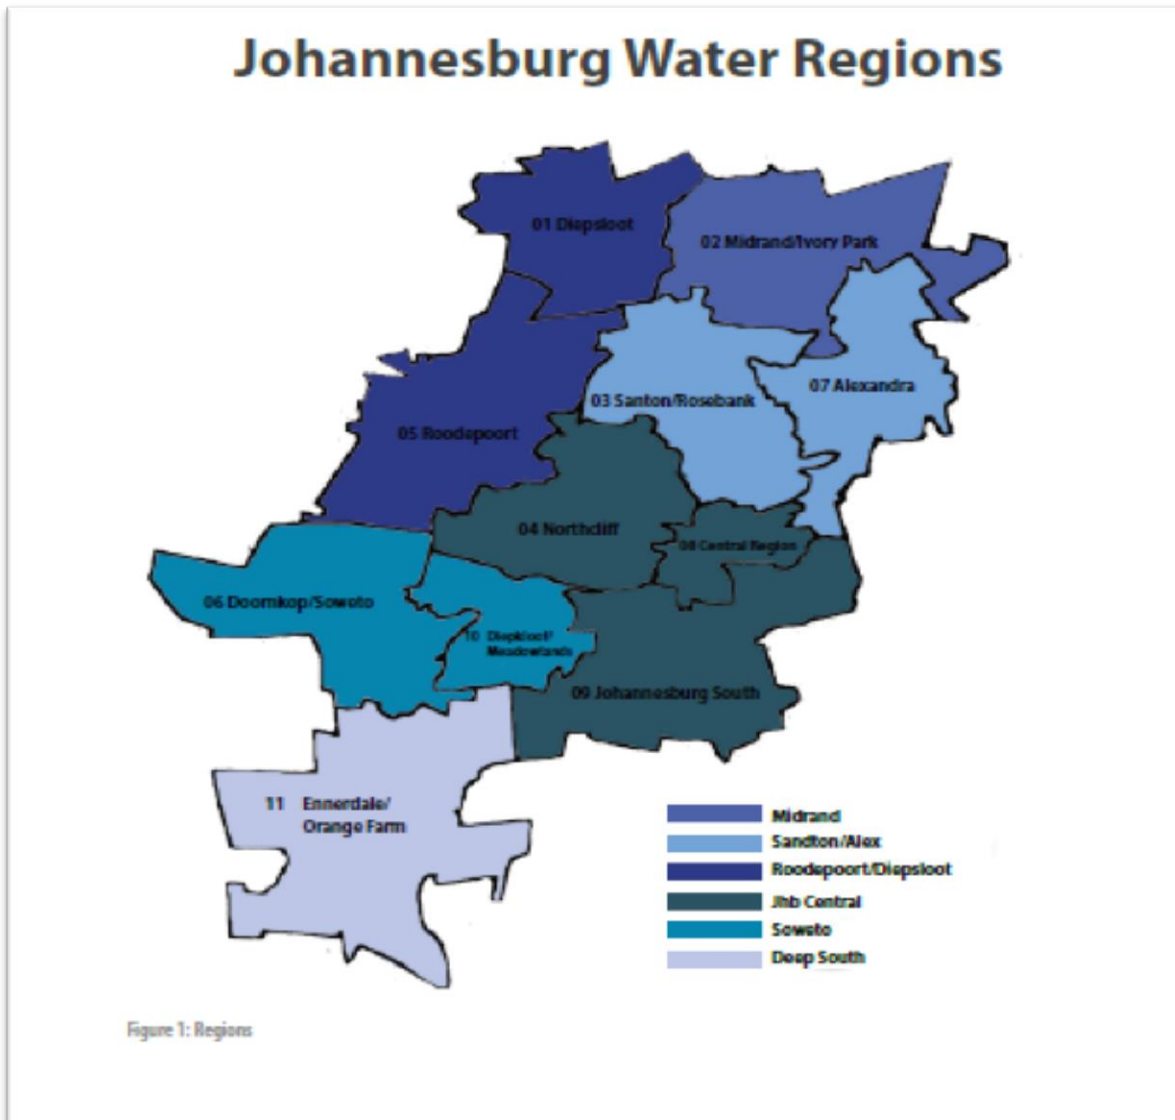 Johannesburg Water Regions
01 Diepsloot
02 Midrand/Ivory Park
07 Alexandra
03 Santon/Rosebank
05 Roodepoort
04 Northcliff
08 Central Region
06 Doornkop/Soweto
10 Diepkloof/
Meadowlands
09 Johannesburg South
11 Ennerdale/
Orange Farm
Midrand
Sandton/Alex
Roodepoort/Diepsloot
Jhb Central
Soweto
Deep South
Figure 1: Regions